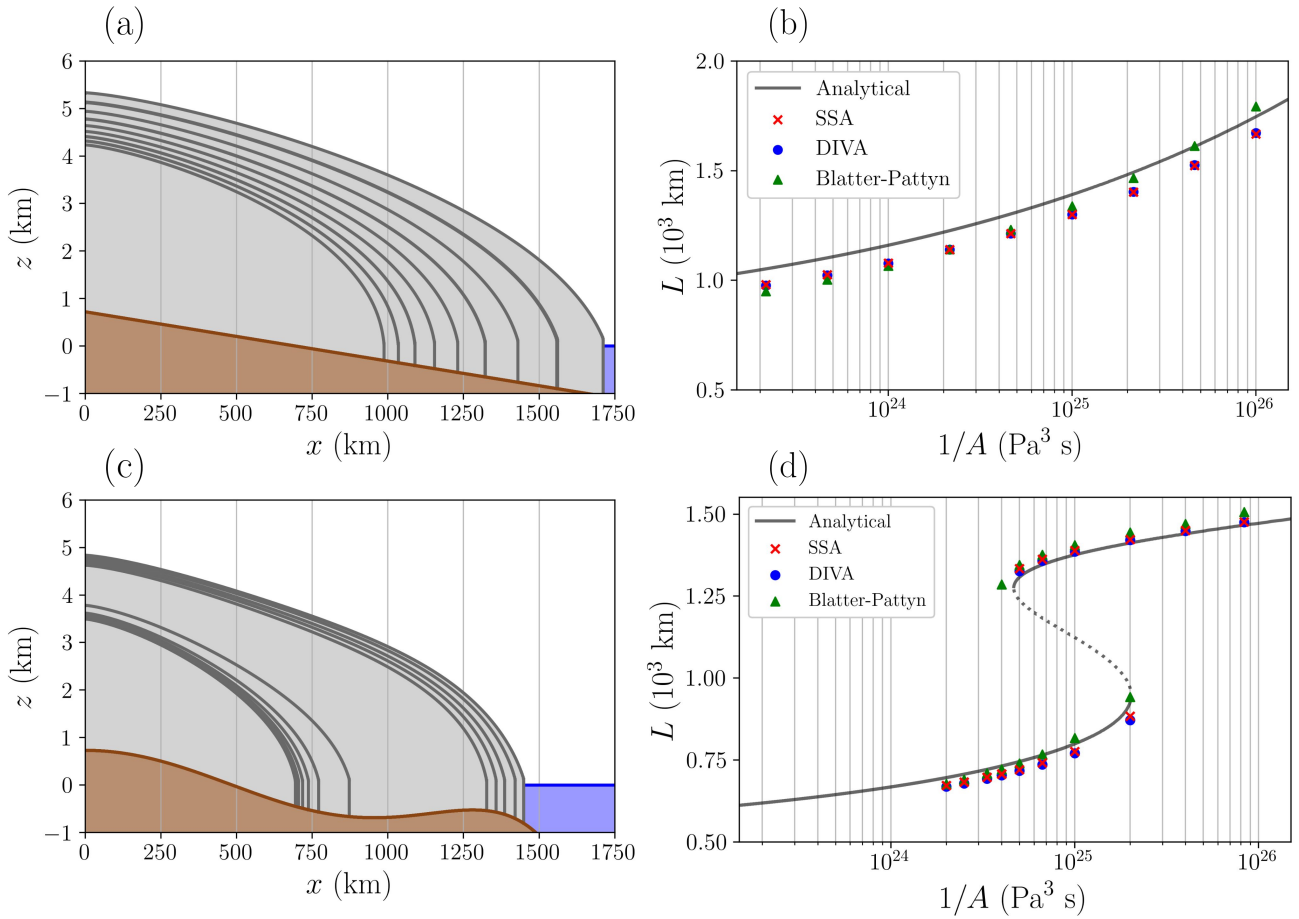 (a)
6
5
4
3
2
1
0
−1
z (km)
0 250 500 750 1000 1250 1500 1750
x (km)
(b)
2.0
1.5
1.0
0.5
L (10³ km)
Analytical
SSA
DIVA
Blatter-Pattyn
10²⁴ 10²⁵ 10²⁶
1/A (Pa³ s)
(c)
6
5
4
3
2
1
0
−1
z (km)
0 250 500 750 1000 1250 1500 1750
x (km)
(d)
1.50
1.25
1.00
0.75
0.50
L (10³ km)
Analytical
SSA
DIVA
Blatter-Pattyn
10²⁴ 10²⁵ 10²⁶
1/A (Pa³ s)